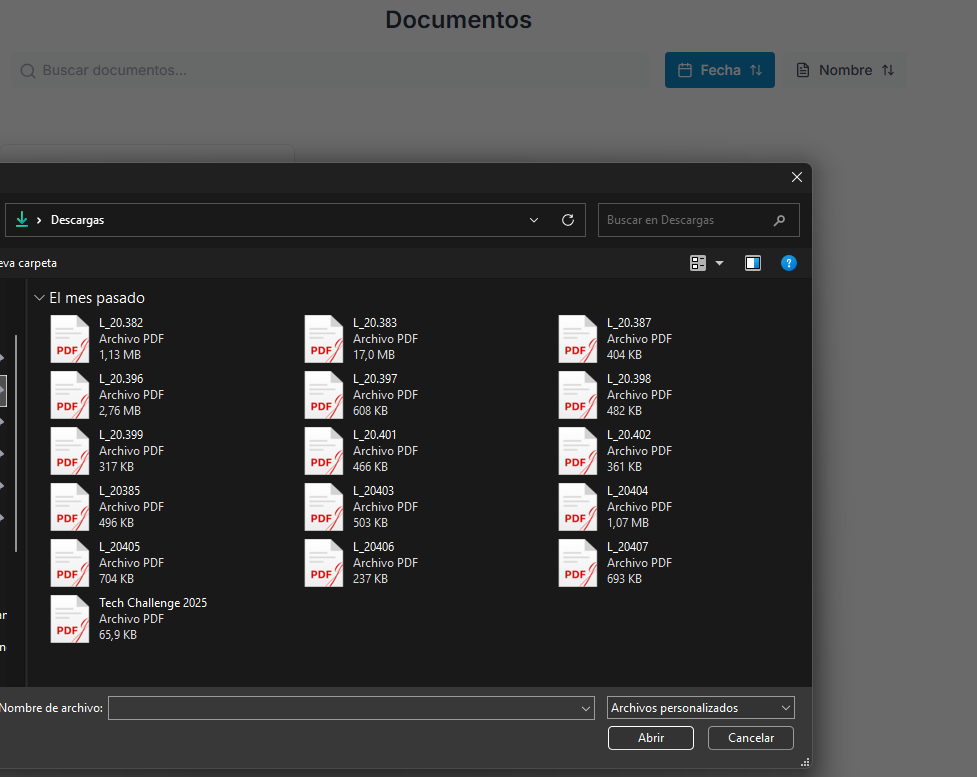 Documentos
Buscar documentos...
Fecha
Nombre
Descargas
Buscar en Descargas
eva carpeta
?
El mes pasado
L_20.382
Archivo PDF
1,13 MB
L_20.383
Archivo PDF
17,0 MB
L_20.387
Archivo PDF
404 KB
L_20.396
Archivo PDF
2,76 MB
L_20.397
Archivo PDF
608 KB
L_20.398
Archivo PDF
482 KB
L_20.399
Archivo PDF
317 KB
L_20.401
Archivo PDF
466 KB
L_20.402
Archivo PDF
361 KB
L_20385
Archivo PDF
496 KB
L_20403
Archivo PDF
503 KB
L_20404
Archivo PDF
1,07 MB
L_20405
Archivo PDF
704 KB
L_20406
Archivo PDF
237 KB
L_20407
Archivo PDF
693 KB
Tech Challenge 2025
Archivo PDF
65,9 KB
Nombre de archivo:
Archivos personalizados
Abrir
Cancelar